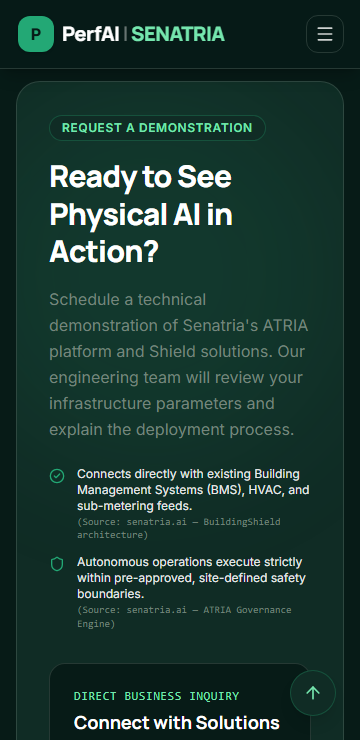 P PerfAI | SENATRIA
REQUEST A DEMONSTRATION
Ready to See
Physical AI in
Action?
Schedule a technical
demonstration of Senatria's ATRIA
platform and Shield solutions. Our
engineering team will review your
infrastructure parameters and
explain the deployment process.
Connects directly with existing Building
Management Systems (BMS), HVAC, and
sub-metering feeds.
(Source: senatria.ai — BuildingShield
architecture)
Autonomous operations execute strictly
within pre-approved, site-defined safety
boundaries.
(Source: senatria.ai — ATRIA Governance
Engine)
DIRECT BUSINESS INQUIRY
Connect with Solutions